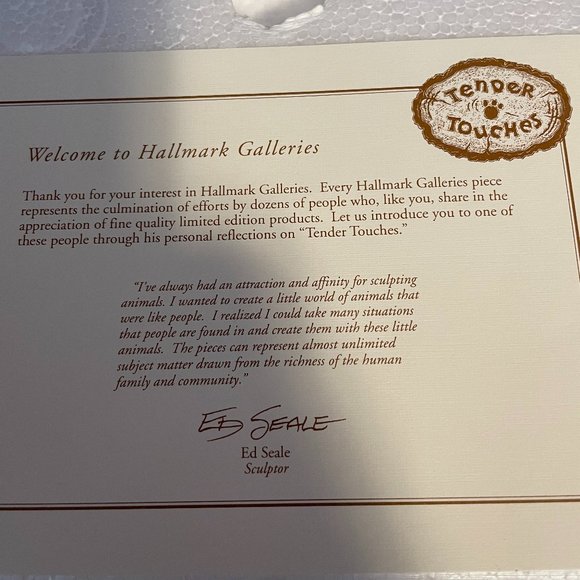 Tender
Touches
Welcome to Hallmark Galleries
Thank you for your interest in Hallmark Galleries. Every Hallmark Galleries piece
represents the culmination of efforts by dozens of people who, like you, share in the
appreciation of fine quality limited edition products. Let us introduce you to one of
these people through his personal reflections on "Tender Touches."
"I've always had an attraction and affinity for sculpting
animals. I wanted to create a little world of animals that
were like people. I realized I could take many situations
that people are found in and create them with these little
animals. The pieces can represent almost unlimited
subject matter drawn from the richness of the human
family and community."
ED SEALE
Ed Seale
Sculptor